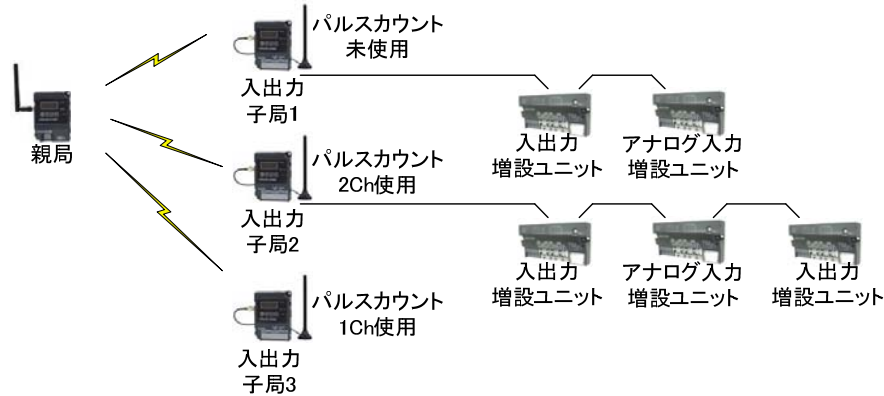 親局
入出力
子局1
パルスカウント
未使用
入出力
増設ユニット
アナログ入力
増設ユニット
入出力
子局2
パルスカウント
2Ch使用
入出力
増設ユニット
アナログ入力
増設ユニット
入出力
増設ユニット
入出力
子局3
パルスカウント
1Ch使用